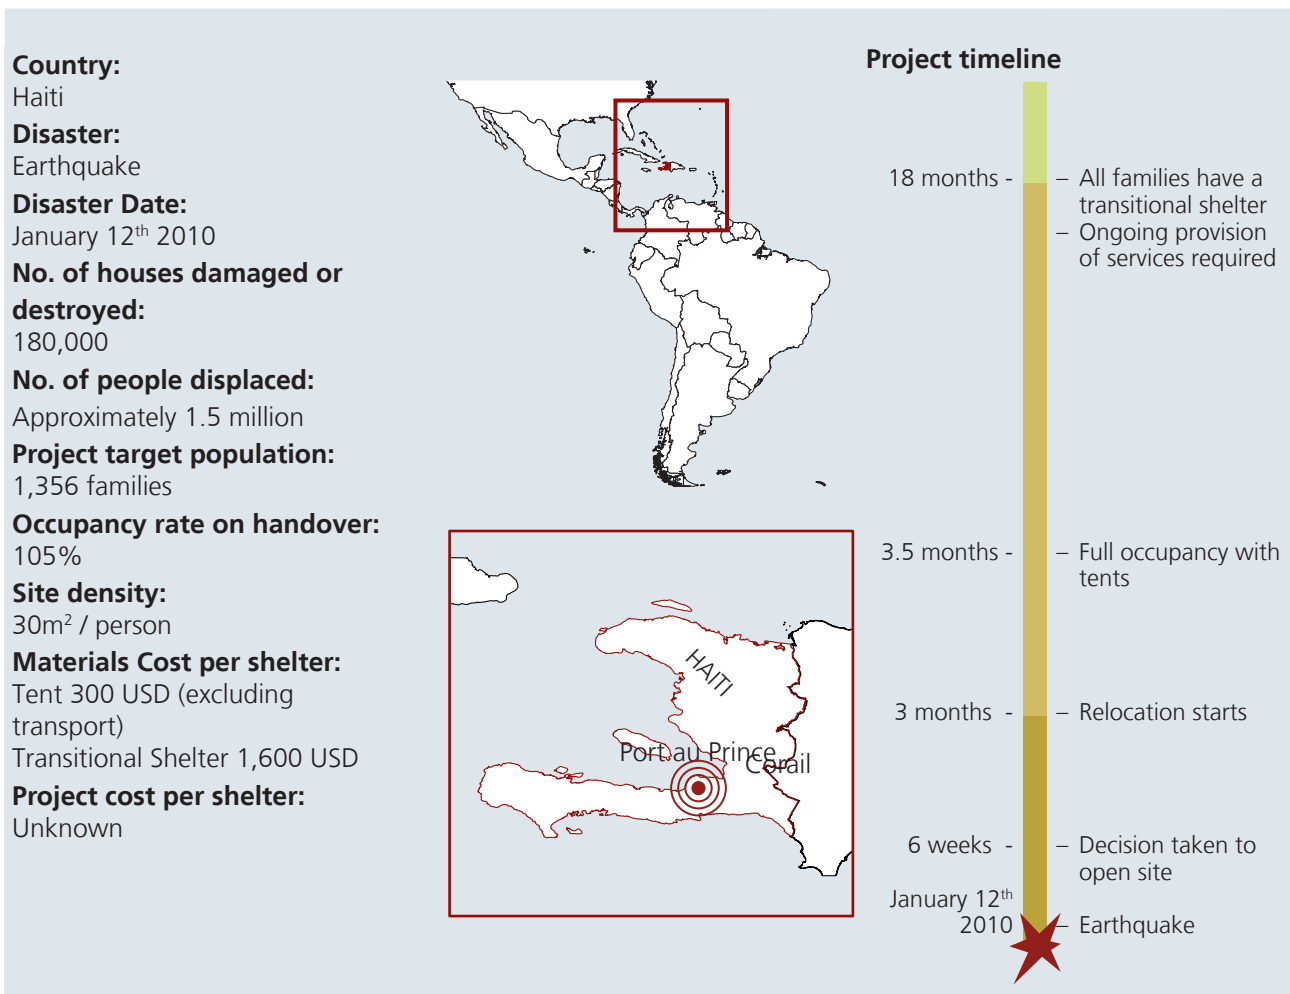 Country:
Haiti
Disaster:
Earthquake
Disaster Date:
January 12th 2010
No. of houses damaged or
destroyed:
180,000
No. of people displaced:
Approximately 1.5 million
Project target population:
1,356 families
Occupancy rate on handover:
105%
Site density:
30m² / person
Materials Cost per shelter:
Tent 300 USD (excluding
transport)
Transitional Shelter 1,600 USD
Project cost per shelter:
Unknown
HAITI
Port au Prince
Corail
Project timeline
18 months -
– All families have a
transitional shelter
– Ongoing provision
of services required
3.5 months -
– Full occupancy with
tents
3 months -
– Relocation starts
6 weeks -
– Decision taken to
open site
January 12th
2010
– Earthquake